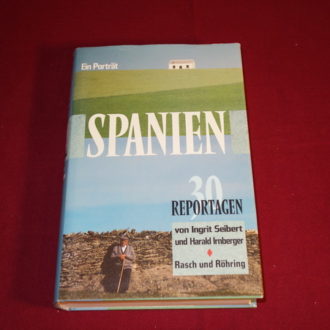 Ein Porträt
SPANIEN
30
REPORTAGEN
von Ingrit Seibert
und Harald Irnberger
Rasch und Röhring